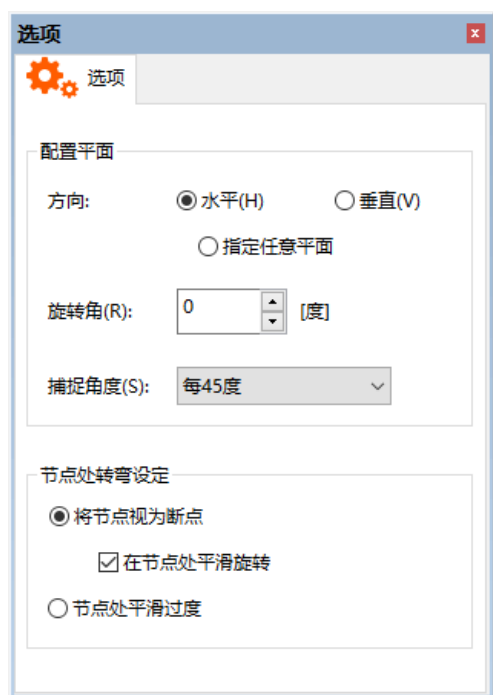 选项
选项
配置平面
方向: 水平(H) 垂直(V)
指定任意平面
旋转角(R): 0 [度]
捕捉角度(S): 每45度
节点处转弯设定
将节点视为断点
在节点处平滑旋转
节点处平滑过度